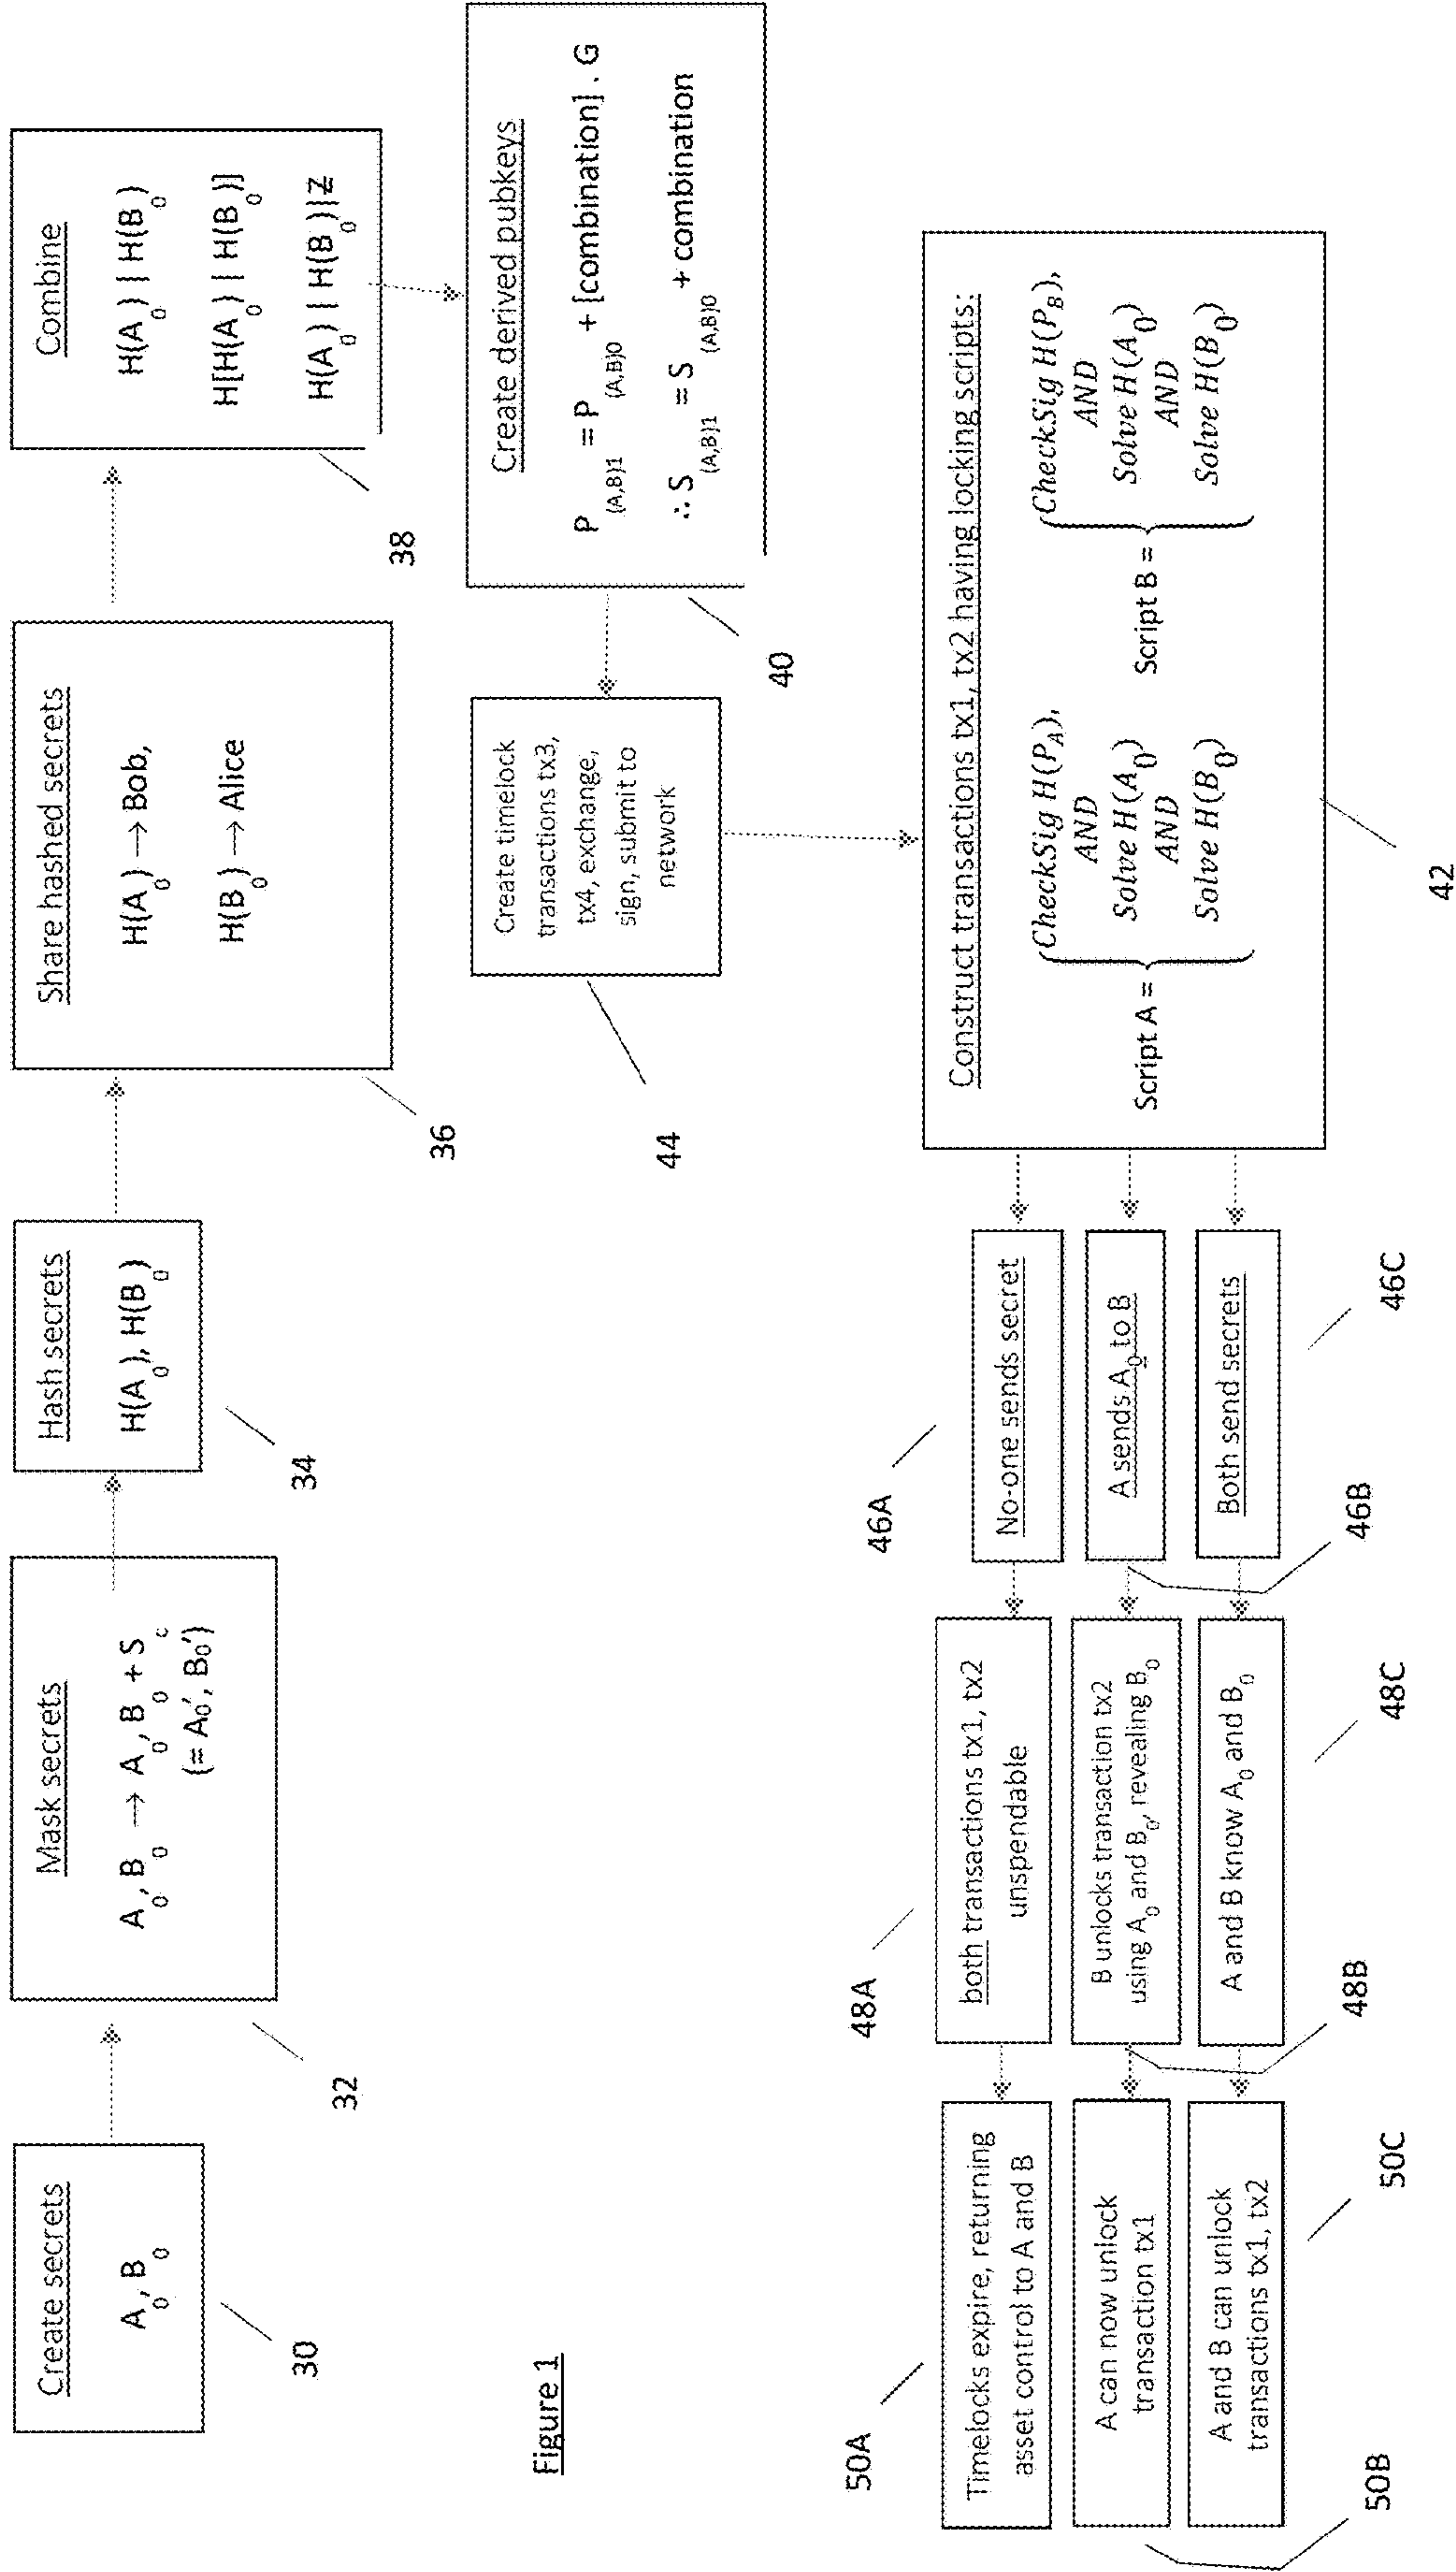 Create secrets
A0, B0
30
Mask secrets
A0, B0 → A0, B0 + Sc
(= A0′, B0′)
32
Hash secrets
H(A0), H(B0)
34
Share hashed secrets
H(A0) → Bob,
H(B0) → Alice
36
Combine
H(A0) | H(B0)
H[H(A0) | H(B0)]
H(A0) | H(B0)|Z
38
Create derived pubkeys
P(A,B)1 = P(A,B)0 + [combination] . G
∴ S(A,B)1 = S(A,B)0 + combination
40
Create timelock
transactions tx3,
tx4, exchange,
sign, submit to
network
44
Construct transactions tx1, tx2 having locking scripts:
Script A =
CheckSig H(PA),
AND
Solve H(A0)
AND
Solve H(B0)
Script B =
CheckSig H(PB),
AND
Solve H(A0)
AND
Solve H(B0)
42
No-one sends secret
46A
A sends A0 to B
46B
Both send secrets
46C
both transactions tx1, tx2
unspendable
48A
B unlocks transaction tx2
using A0 and B0, revealing B0
48B
A and B know A0 and B0
48C
Timelocks expire, returning
asset control to A and B
50A
A can now unlock
transaction tx1
50B
A and B can unlock
transactions tx1, tx2
50C
Figure 1